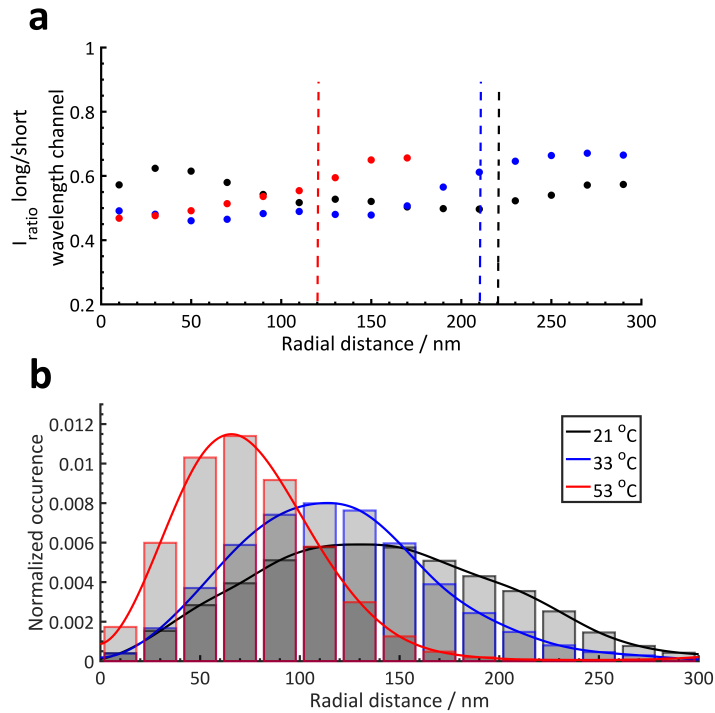 a
I_ratio long/short
wavelength channel
1
0.8
0.6
0.4
0.2
0 50 100 150 200 250 300
Radial distance / nm
b
Normalized occurence
0.012
0.01
0.008
0.006
0.004
0.002
0
21 °C
33 °C
53 °C
0 50 100 150 200 250 300
Radial distance / nm